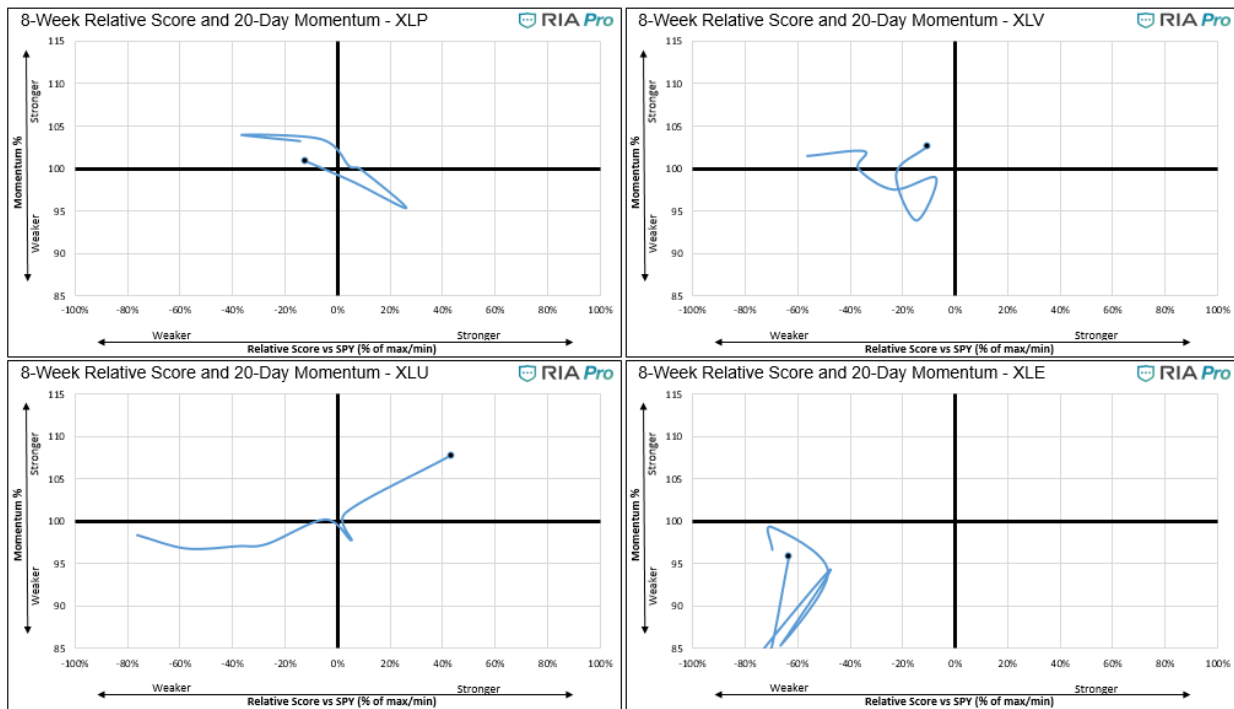 8-Week Relative Score and 20-Day Momentum - XLP
RIA Pro
115
110
105
100
95
90
85
Stronger
Momentum %
Weaker
-100% -80% -60% -40% -20% 0% 20% 40% 60% 80% 100%
Weaker Stronger
Relative Score vs SPY (% of max/min)
8-Week Relative Score and 20-Day Momentum - XLV
RIA Pro
115
110
105
100
95
90
85
Stronger
Momentum %
Weaker
-100% -80% -60% -40% -20% 0% 20% 40% 60% 80% 100%
Weaker Stronger
Relative Score vs SPY (% of max/min)
8-Week Relative Score and 20-Day Momentum - XLU
RIA Pro
115
110
105
100
95
90
85
Stronger
Momentum %
Weaker
-100% -80% -60% -40% -20% 0% 20% 40% 60% 80% 100%
Weaker Stronger
Relative Score vs SPY (% of max/min)
8-Week Relative Score and 20-Day Momentum - XLE
RIA Pro
115
110
105
100
95
90
85
Stronger
Momentum %
Weaker
-100% -80% -60% -40% -20% 0% 20% 40% 60% 80% 100%
Weaker Stronger
Relative Score vs SPY (% of max/min)